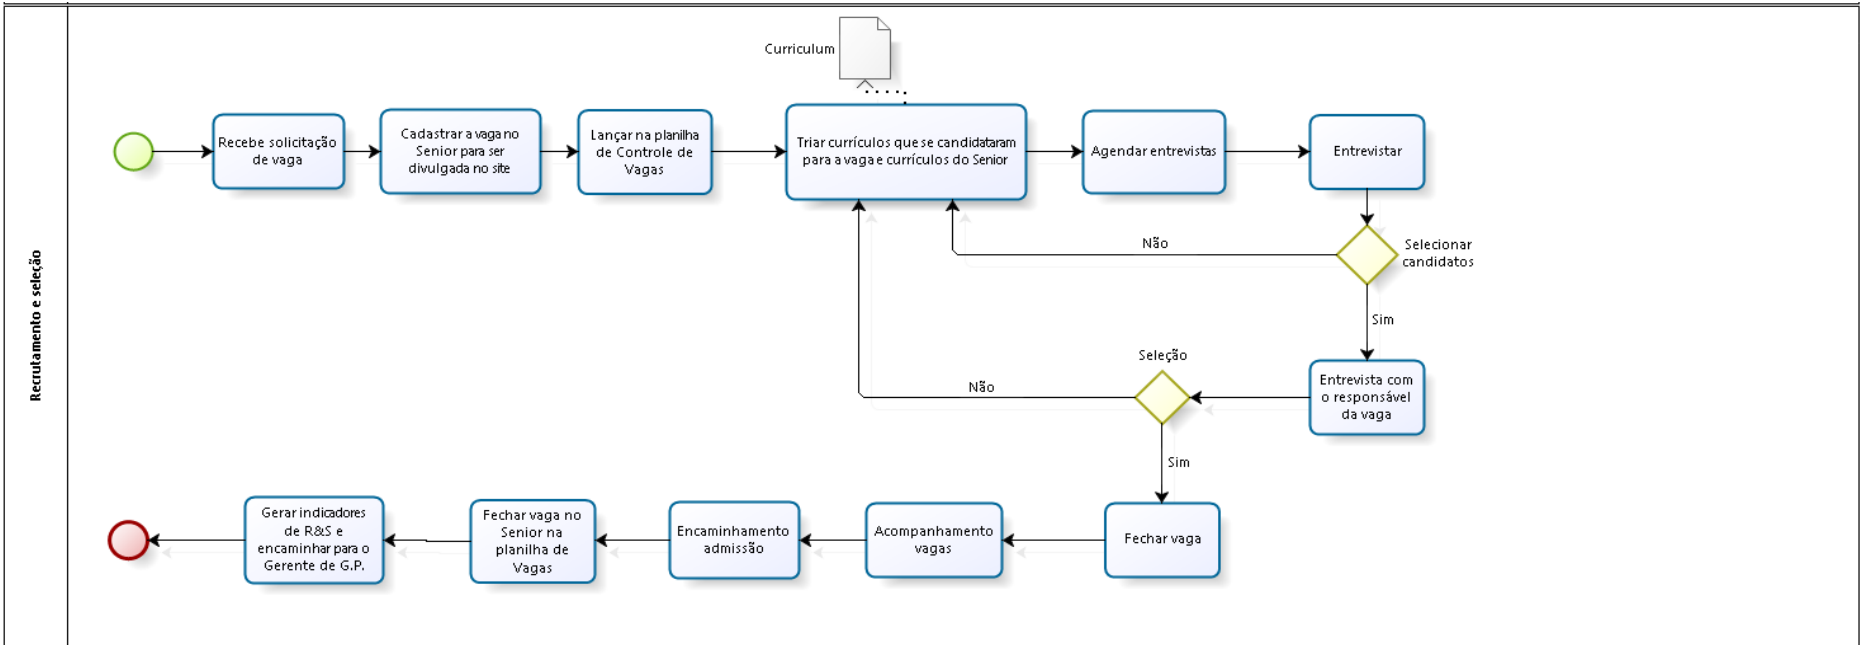 Recrutamento e seleção
Curriculum
Recebe solicitação
de vaga
Cadastrar a vaga no
Senior para ser
divulgada no site
Lançar na planilha
de Controle de
Vagas
Triar currículos que se candidataram
para a vaga e currículos do Senior
Agendar entrevistas
Entrevistar
Selecionar
candidatos
Não
Sim
Entrevista com
o responsável
da vaga
Seleção
Não
Sim
Fechar vaga
Acompanhamento
vagas
Encaminhamento
admissão
Fechar vaga no
Senior na
planilha de
Vagas
Gerar indicadores
de R&S e
encaminhar para o
Gerente de G.P.